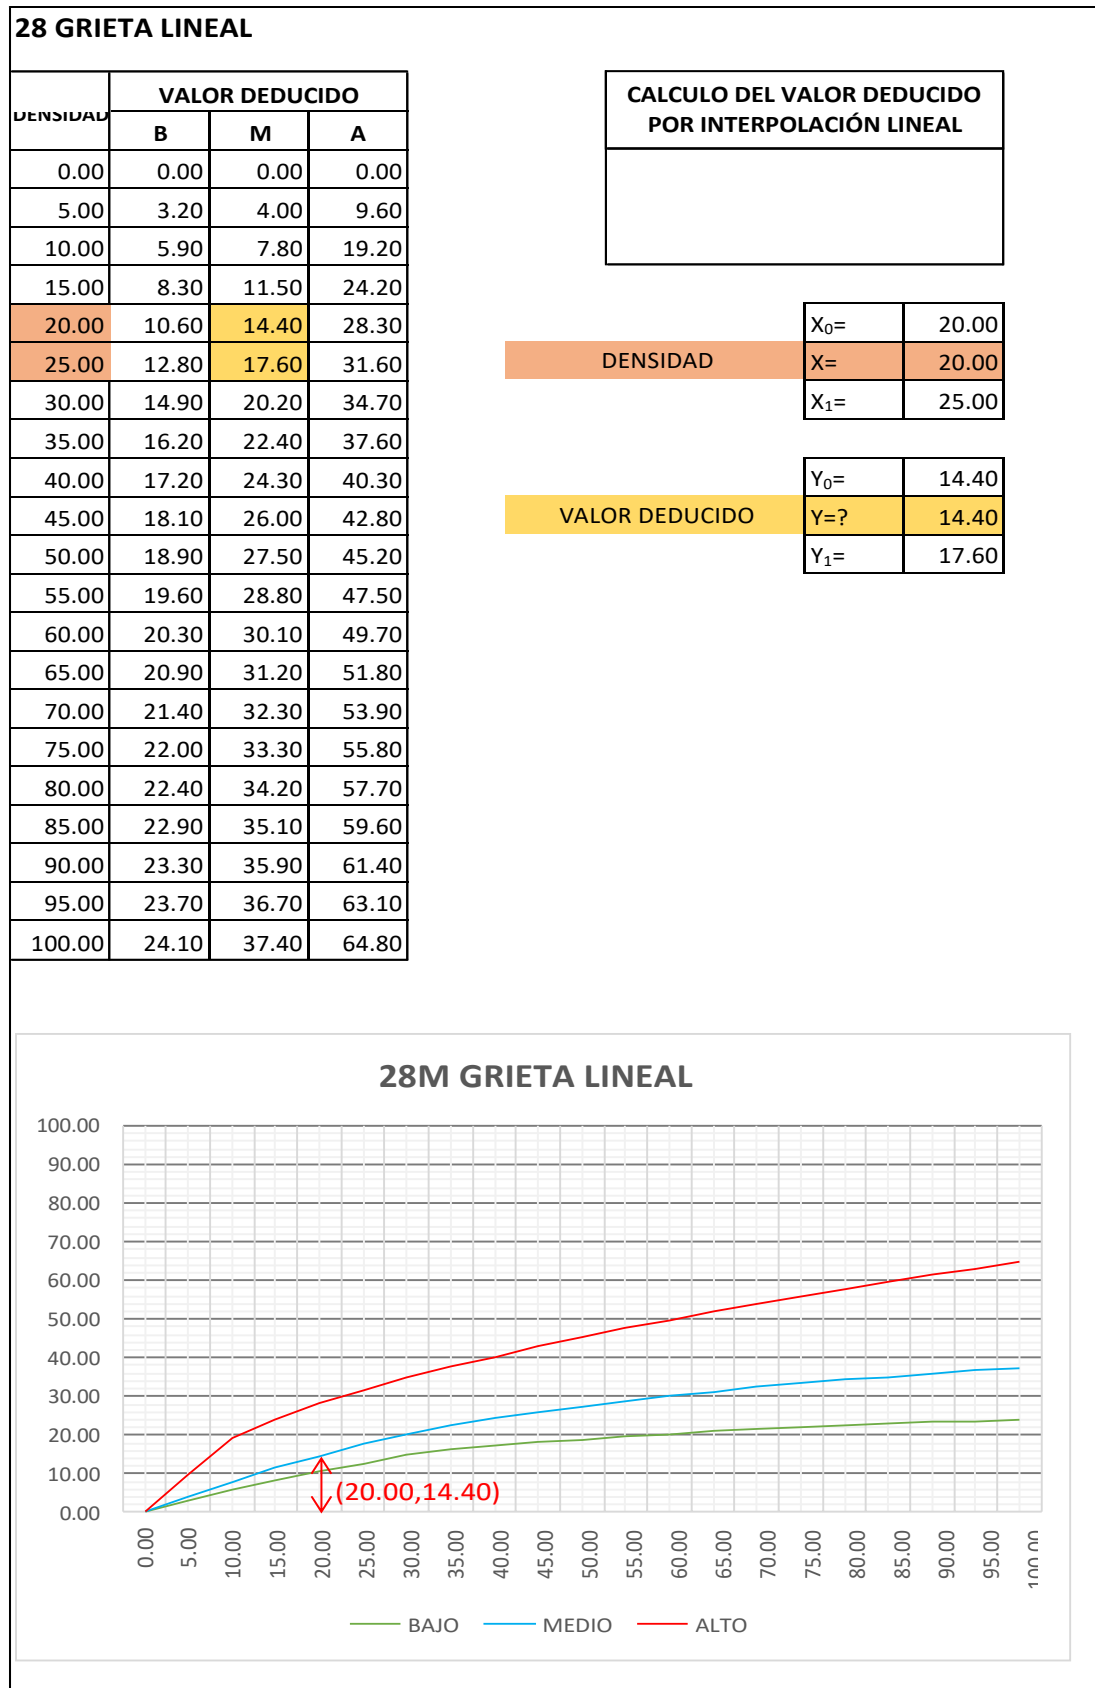 28 GRIETA LINEAL
DENSIDAD VALOR DEDUCIDO
B M A
0.00 0.00 0.00 0.00
5.00 3.20 4.00 9.60
10.00 5.90 7.80 19.20
15.00 8.30 11.50 24.20
20.00 10.60 14.40 28.30
25.00 12.80 17.60 31.60
30.00 14.90 20.20 34.70
35.00 16.20 22.40 37.60
40.00 17.20 24.30 40.30
45.00 18.10 26.00 42.80
50.00 18.90 27.50 45.20
55.00 19.60 28.80 47.50
60.00 20.30 30.10 49.70
65.00 20.90 31.20 51.80
70.00 21.40 32.30 53.90
75.00 22.00 33.30 55.80
80.00 22.40 34.20 57.70
85.00 22.90 35.10 59.60
90.00 23.30 35.90 61.40
95.00 23.70 36.70 63.10
100.00 24.10 37.40 64.80
CALCULO DEL VALOR DEDUCIDO
POR INTERPOLACIÓN LINEAL
X₀= 20.00
DENSIDAD X= 20.00
X₁= 25.00
Y₀= 14.40
VALOR DEDUCIDO Y=? 14.40
Y₁= 17.60
28M GRIETA LINEAL
100.00
90.00
80.00
70.00
60.00
50.00
40.00
30.00
20.00
10.00
0.00
(20.00,14.40)
0.00 5.00 10.00 15.00 20.00 25.00 30.00 35.00 40.00 45.00 50.00 55.00 60.00 65.00 70.00 75.00 80.00 85.00 90.00 95.00 100.00
BAJO MEDIO ALTO